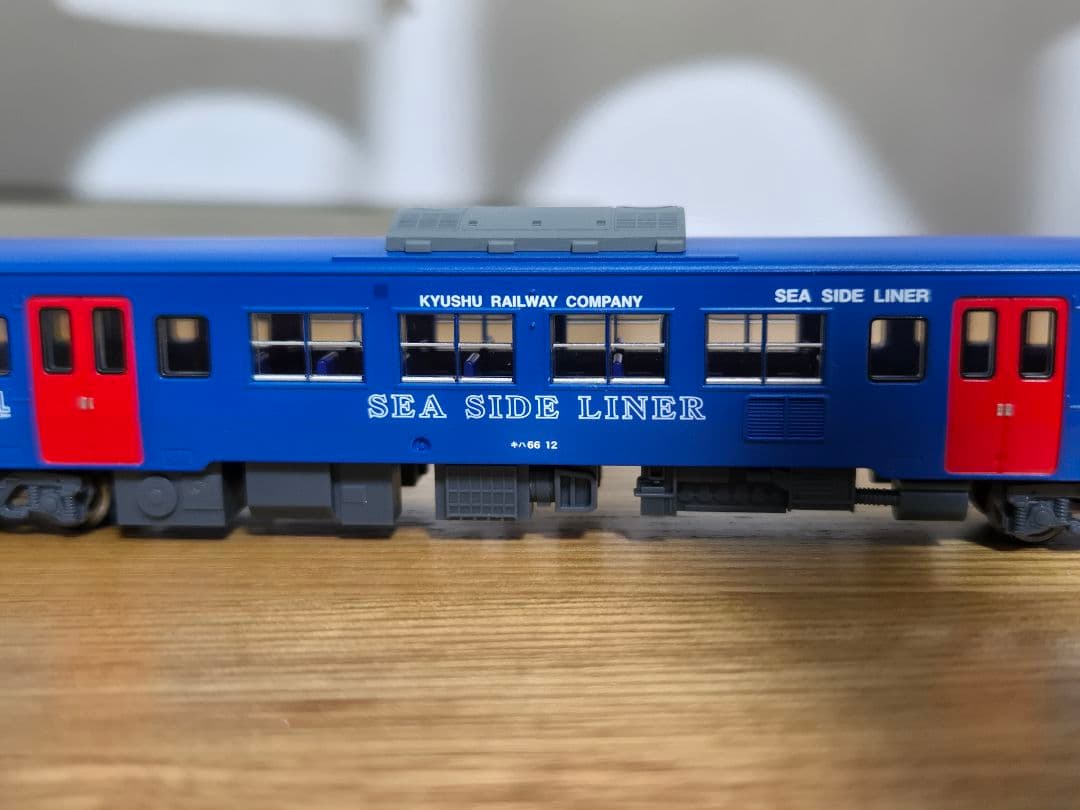 KYUSHU RAILWAY COMPANY
SEA SIDE LINER
SEA SIDE LINER
キハ66 12